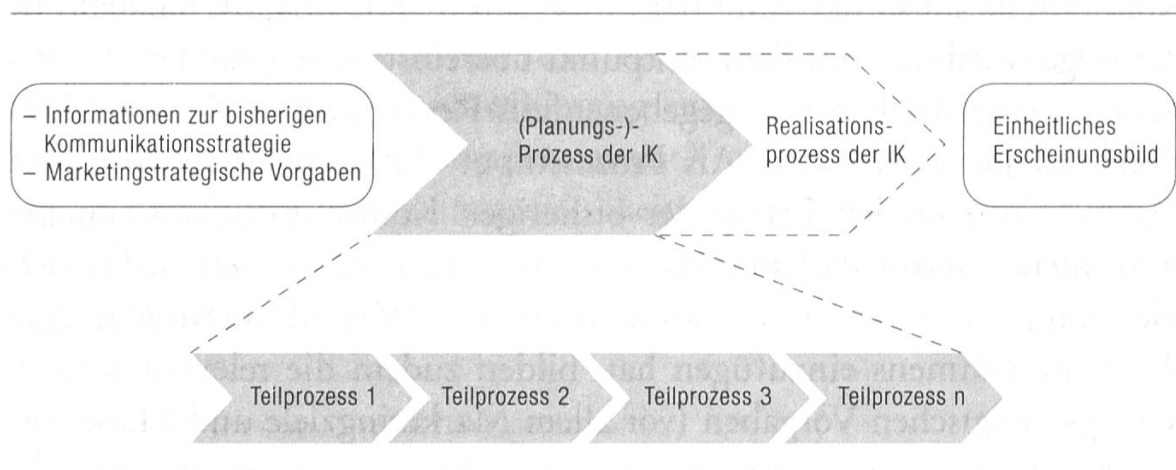 – Informationen zur bisherigen
Kommunikationsstrategie
– Marketingstrategische Vorgaben
(Planungs-)-
Prozess der IK
Realisations-
prozess der IK
Einheitliches
Erscheinungsbild
Teilprozess 1
Teilprozess 2
Teilprozess 3
Teilprozess n